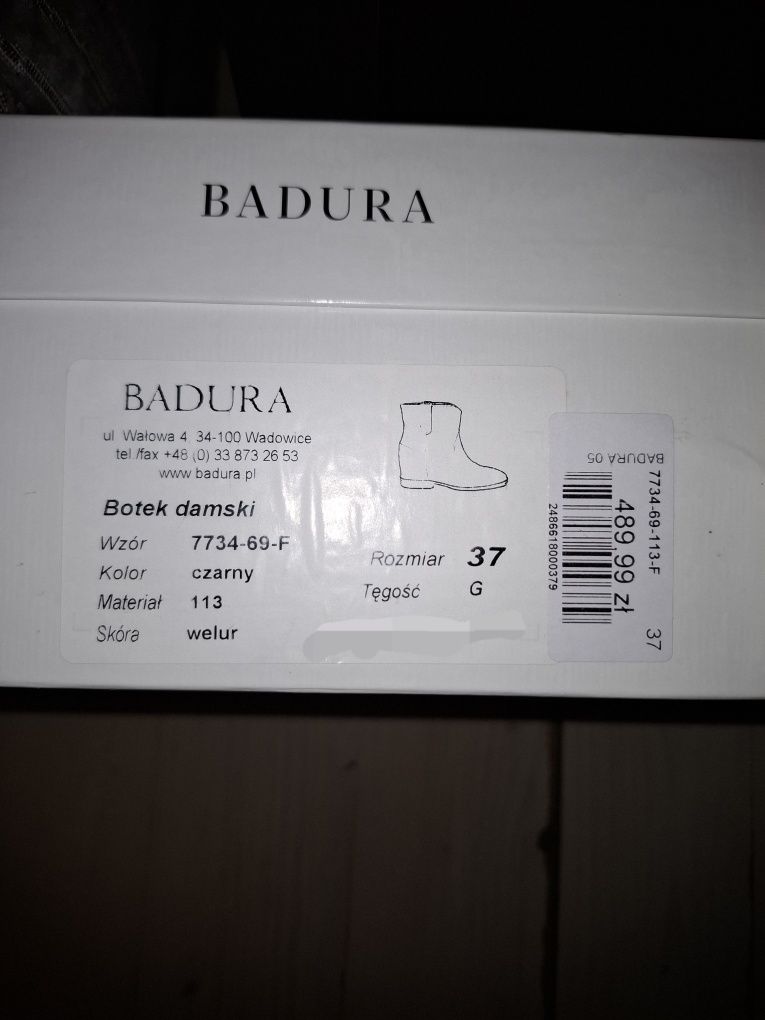 BADURA
BADURA
ul Wałowa 4, 34-100 Wadowice
tel /fax +48 (0) 33 873 26 53
www badura pl
Botek damski
Wzór 7734-69-F
Kolor czarny
Materiał 113
Skóra welur
Rozmiar 37
Tęgość G
BADURA 05
7734-69-113-F
489,99 zł
37
2486618000379